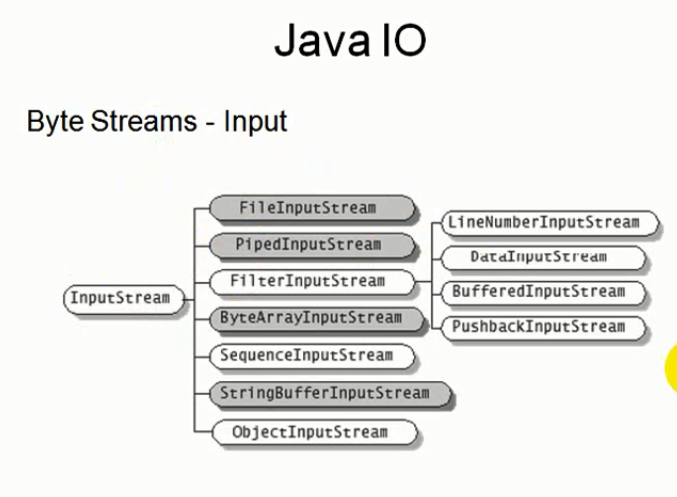 Java IO
Byte Streams - Input
InputStream
FileInputStream
PipedInputStream
FilterInputStream
ByteArrayInputStream
SequenceInputStream
StringBufferInputStream
ObjectInputStream
LineNumberInputStream
DataInputStream
BufferedInputStream
PushbackInputStream